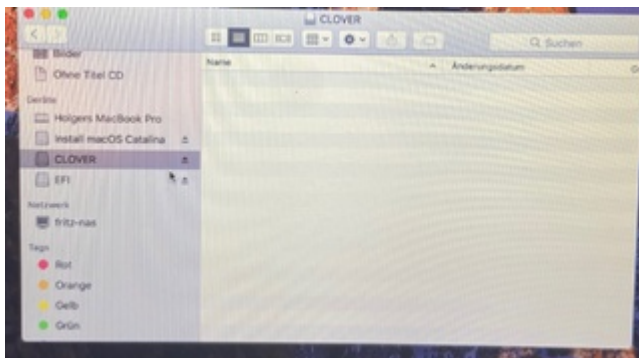 CLOVER
Suchen
Bilder
Ohne Titel CD
Name
Änderungsdatum
Geräte
Holgers MacBook Pro
Install macOS Catalina
CLOVER
EFI
Netzwerk
fritz-nas
Tags
Rot
Orange
Gelb
Grün